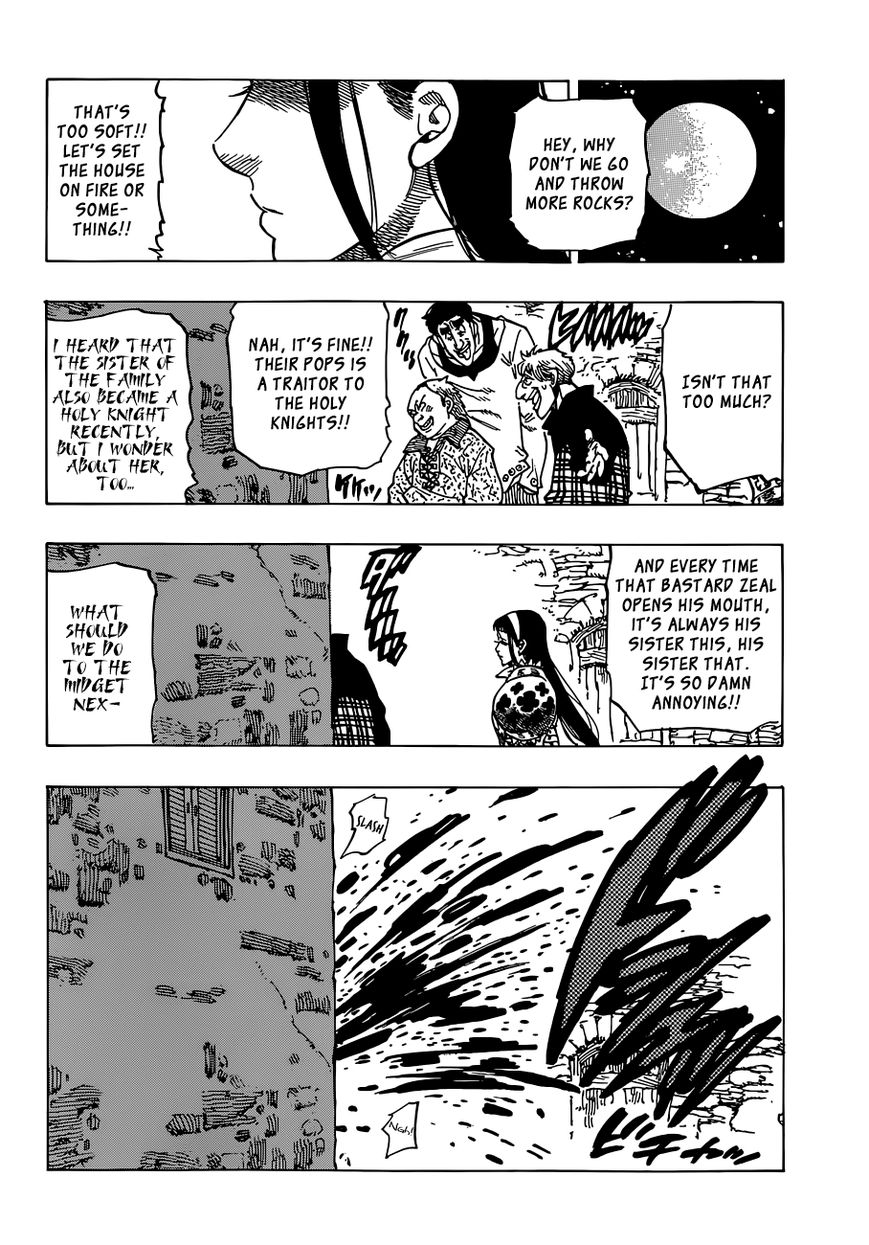 HEY, WHY
DON'T WE GO
AND THROW
MORE ROCKS?
THAT'S
TOO SOFT!!
LET'S SET
THE HOUSE
ON FIRE OR
SOME-
THING!!
ISN'T THAT
TOO MUCH?
NAH, IT'S FINE!!
THEIR POPS IS
A TRAITOR TO
THE HOLY
KNIGHTS!!
I HEARD THAT
THE SISTER OF
THE FAMILY
ALSO BECAME A
HOLY KNIGHT
RECENTLY,
BUT I WONDER
ABOUT HER,
TOO...
AND EVERY TIME
THAT BASTARD ZEAL
OPENS HIS MOUTH,
IT'S ALWAYS HIS
SISTER THIS, HIS
SISTER THAT.
IT'S SO DAMN
ANNOYING!!
WHAT
SHOULD
WE DO
TO THE
MIDGET
NEX-
SLASH
NGH!